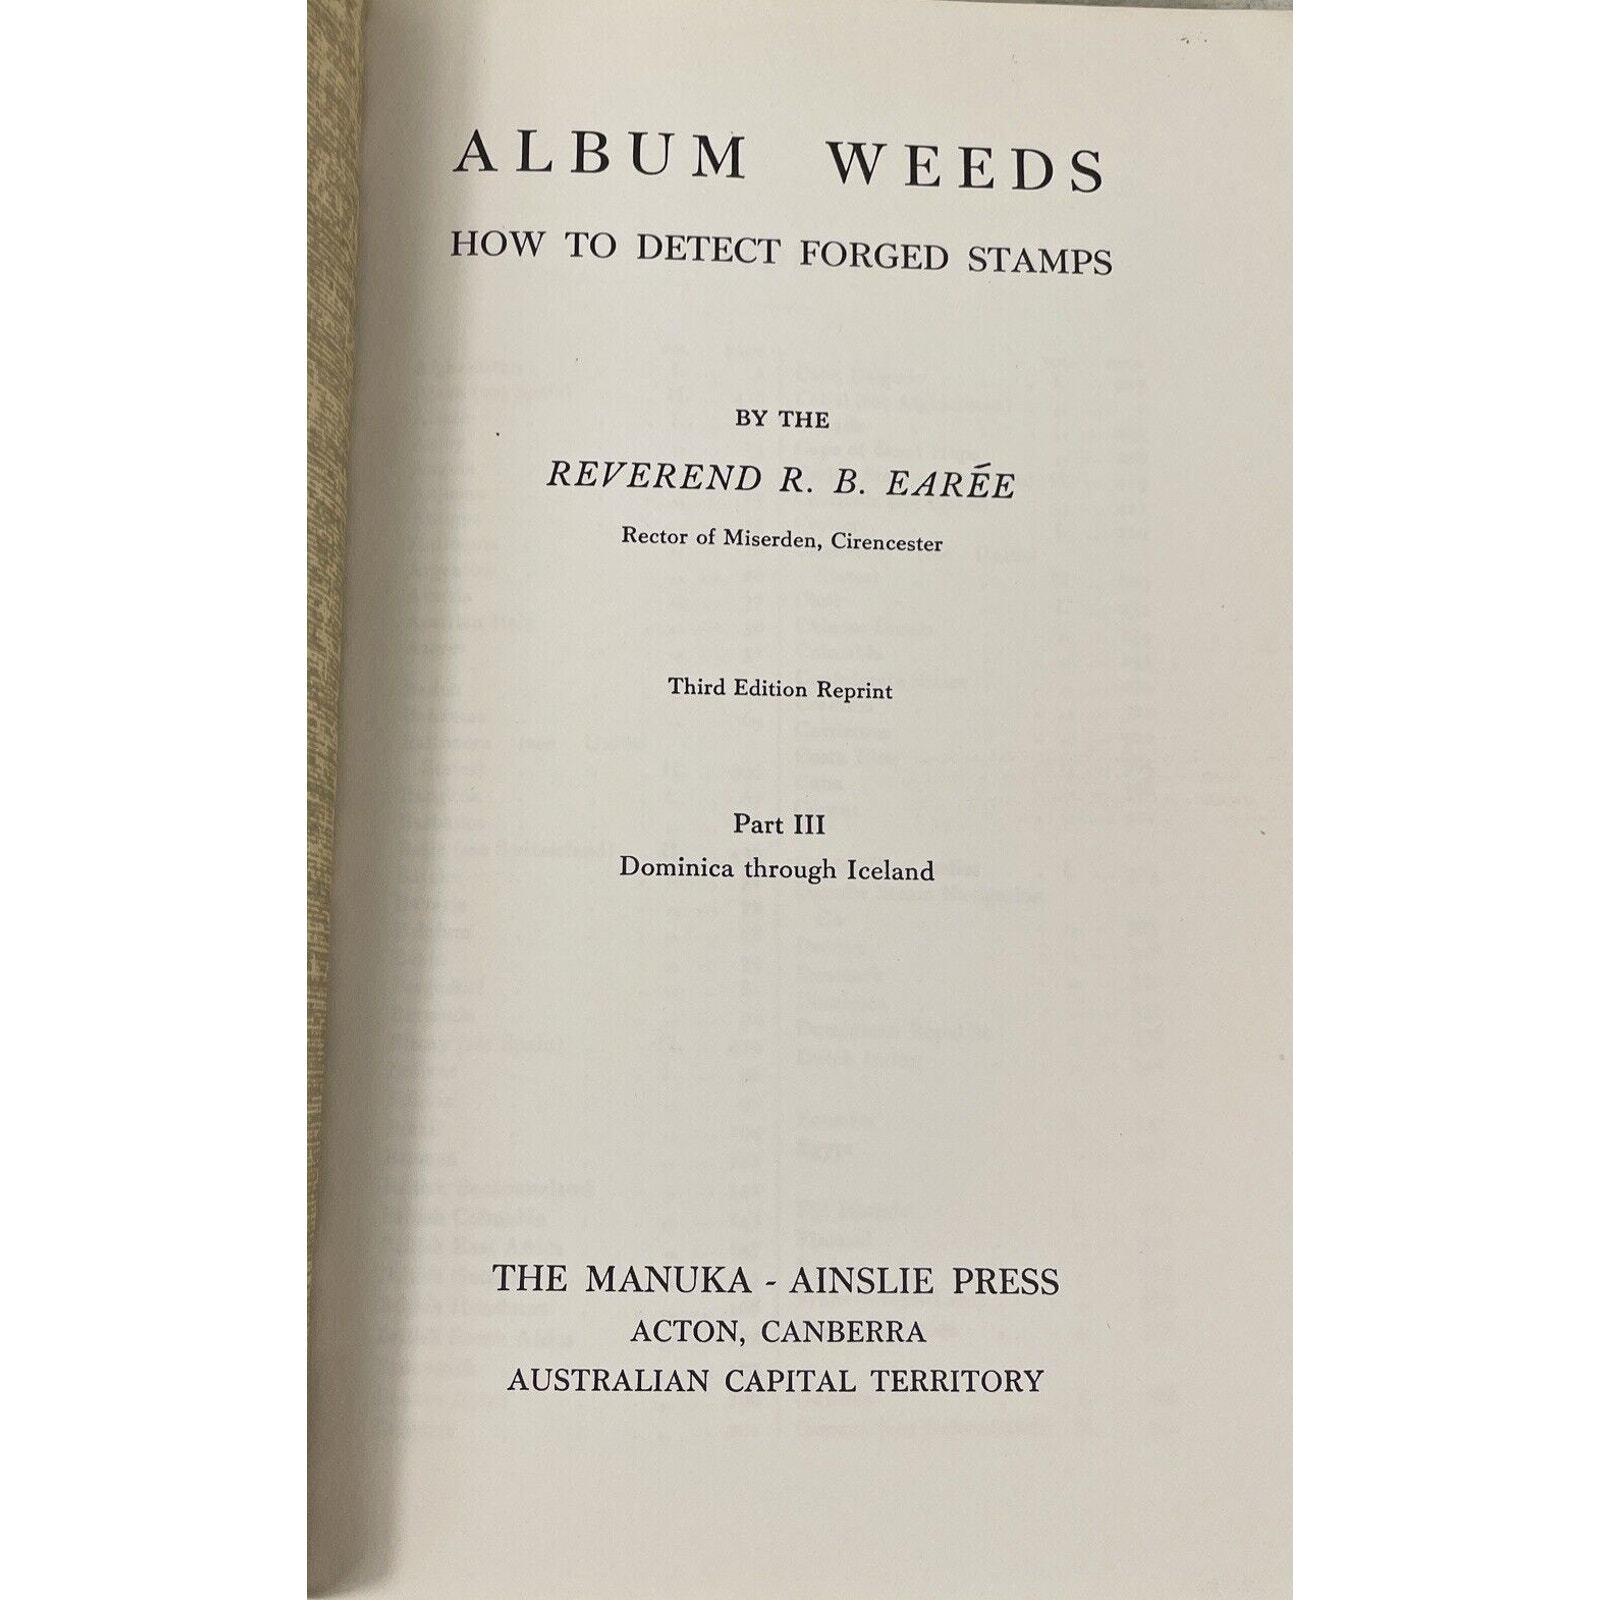 ALBUM WEEDS
HOW TO DETECT FORGED STAMPS
BY THE
REVEREND R. B. EARÉE
Rector of Miserden, Cirencester
Third Edition Reprint
Part III
Dominica through Iceland
THE MANUKA - AINSLIE PRESS
ACTON, CANBERRA
AUSTRALIAN CAPITAL TERRITORY